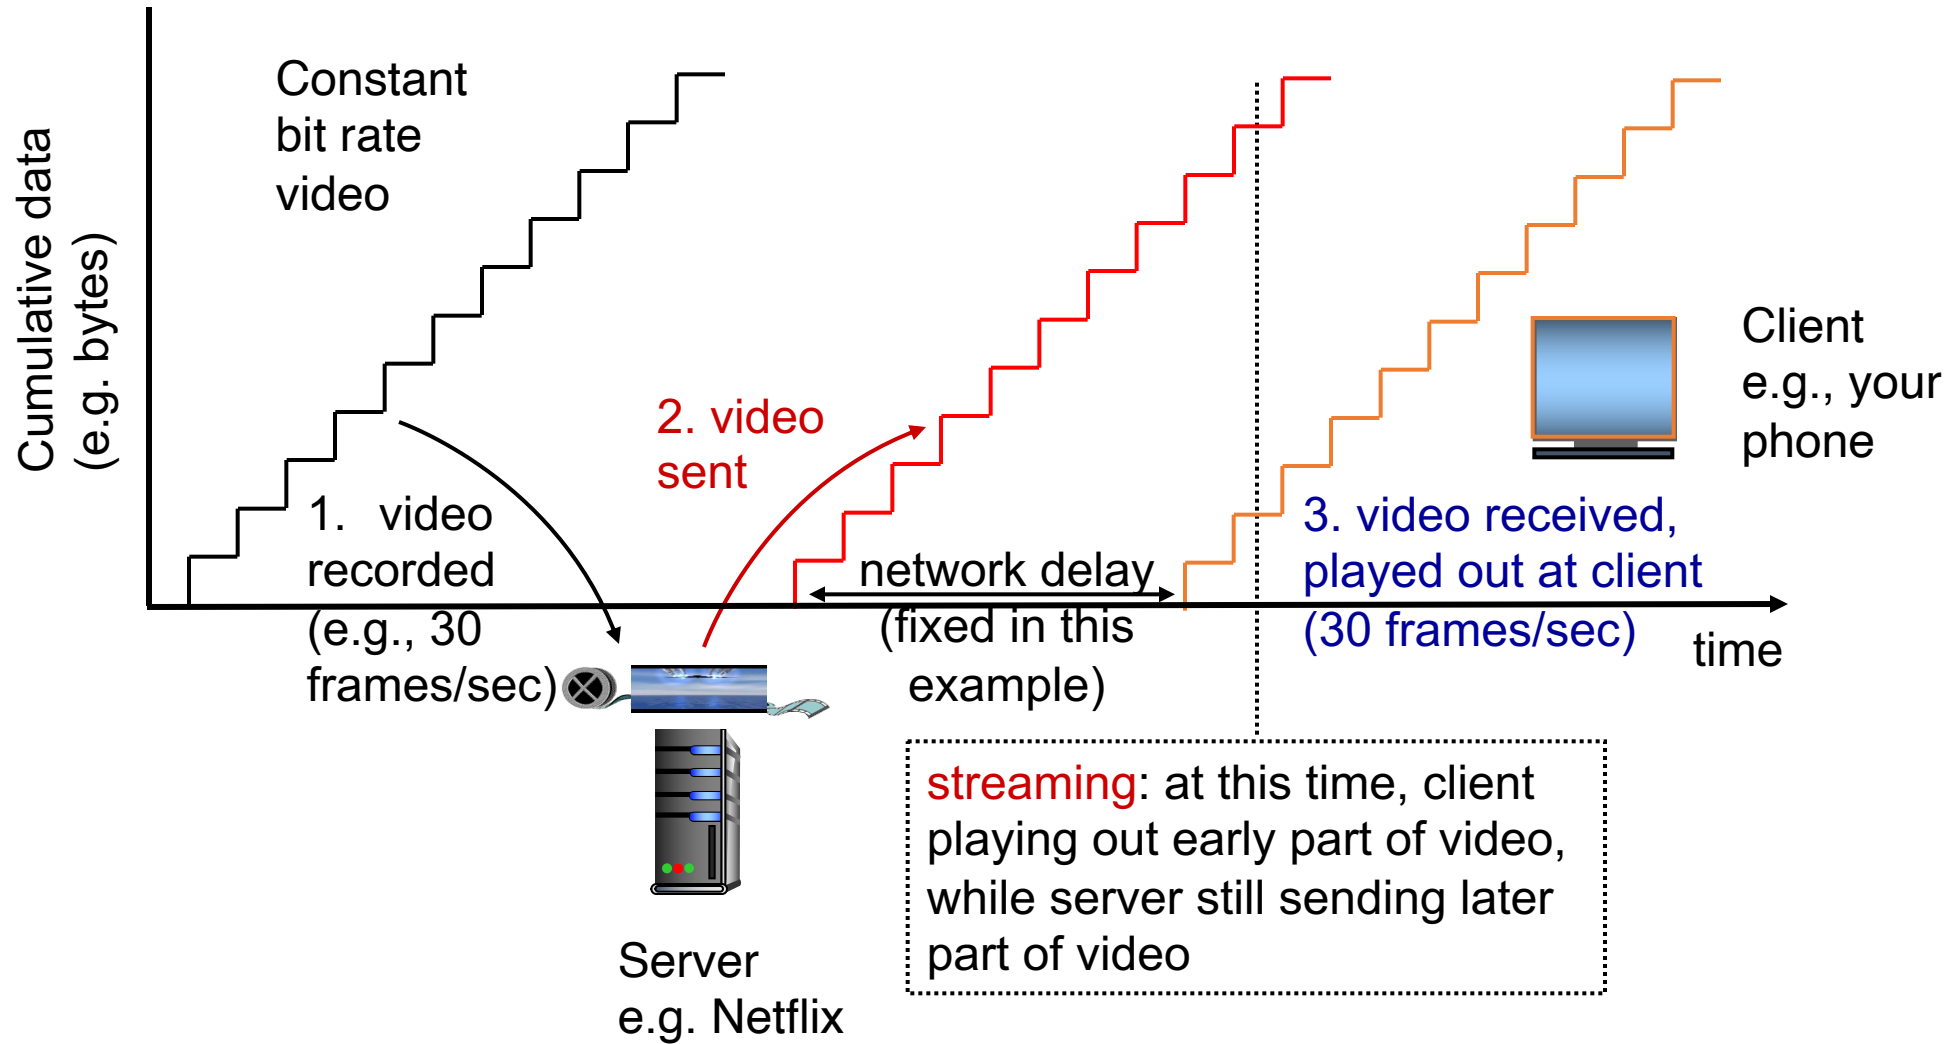 Cumulative data
(e.g. bytes)
Constant
bit rate
video
1. video
recorded
(e.g., 30
frames/sec)
2. video
sent
network delay
(fixed in this
example)
3. video received,
played out at client
(30 frames/sec)
Client
e.g., your
phone
time
streaming: at this time, client
playing out early part of video,
while server still sending later
part of video
Server
e.g. Netflix